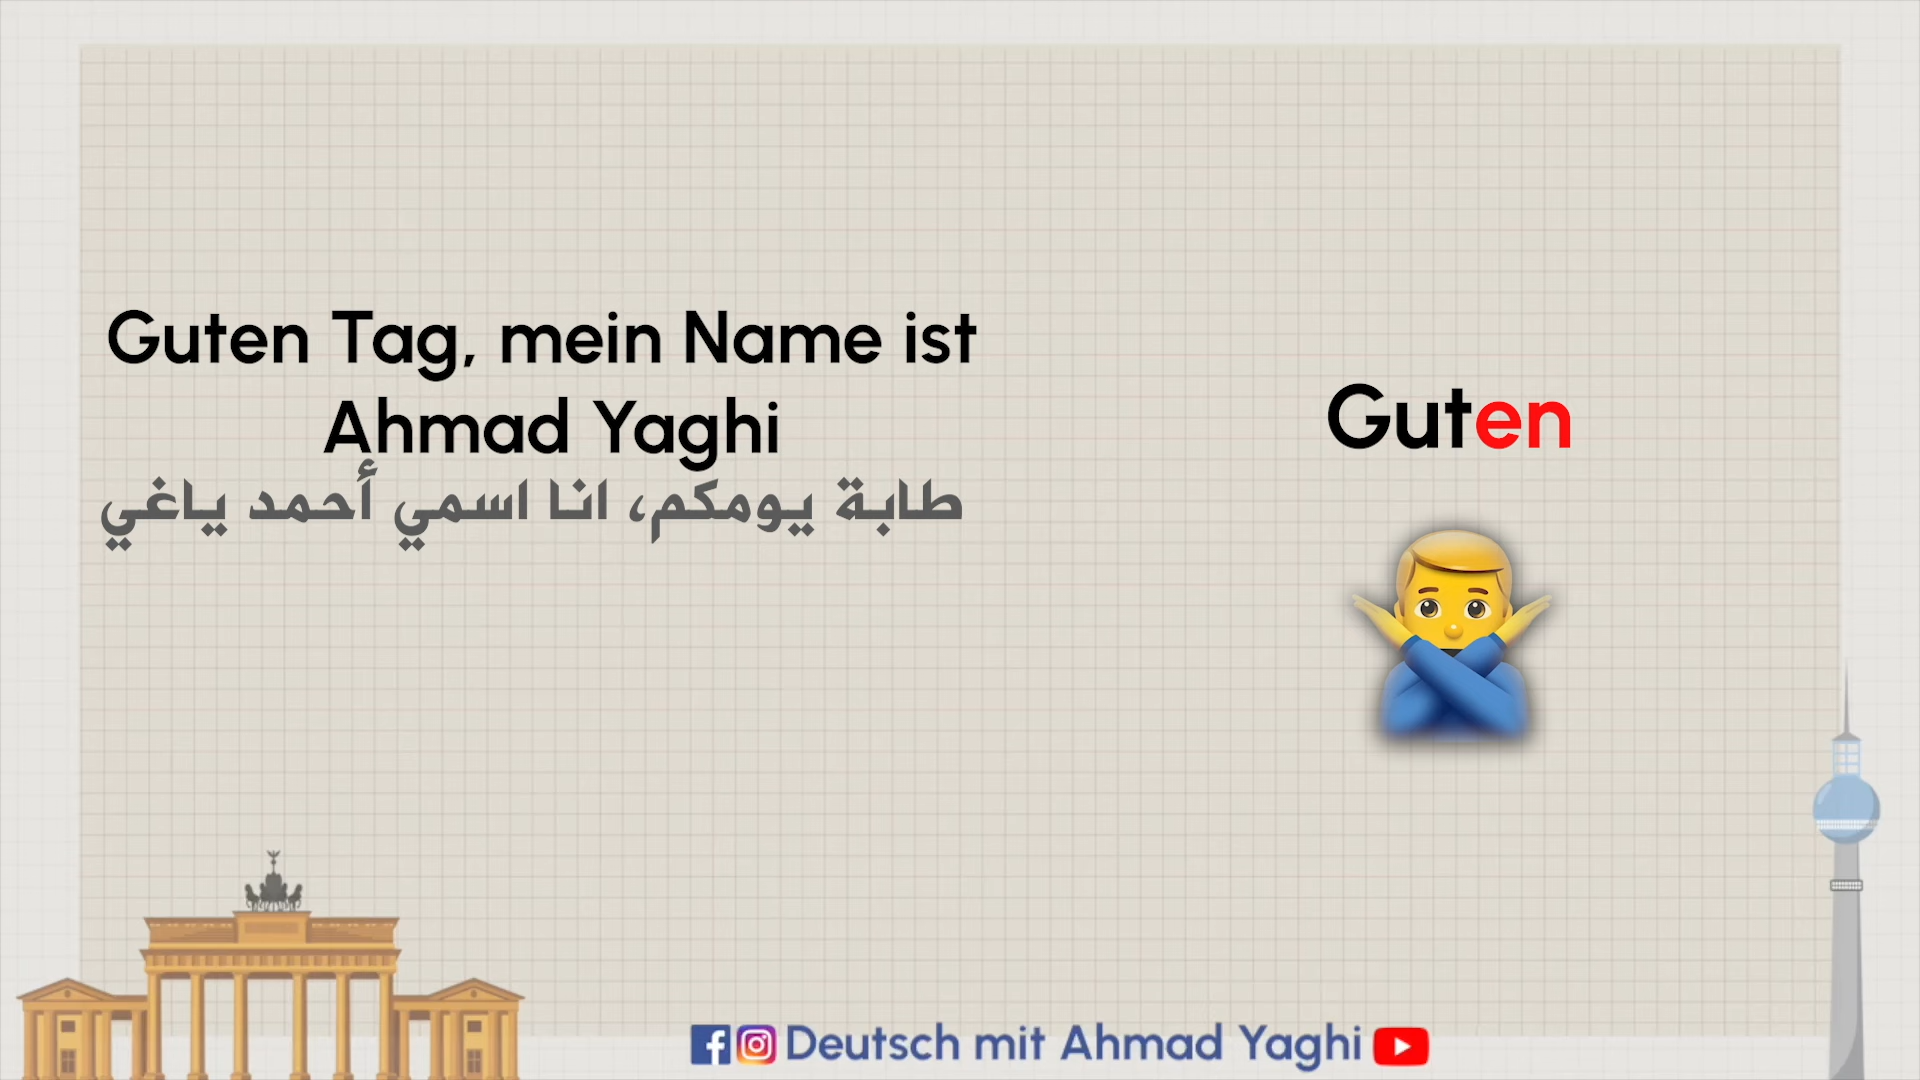 Guten Tag, mein Name ist
Ahmad Yaghi
طابة يومكم، انا اسمي أحمد ياغي
Guten
Deutsch mit Ahmad Yaghi